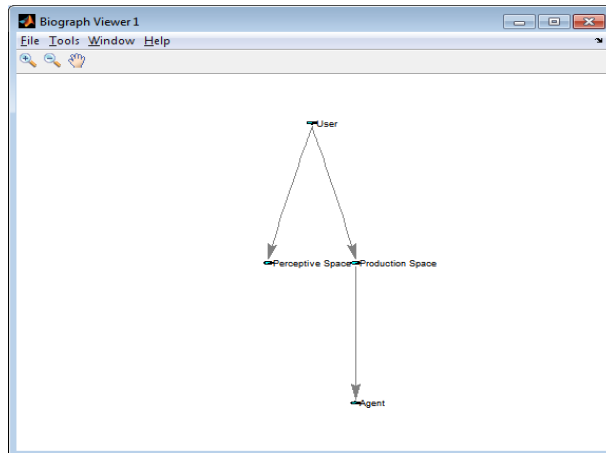 Biograph Viewer 1
File Tools Window Help
User
Perceptive Space Production Space
Agent